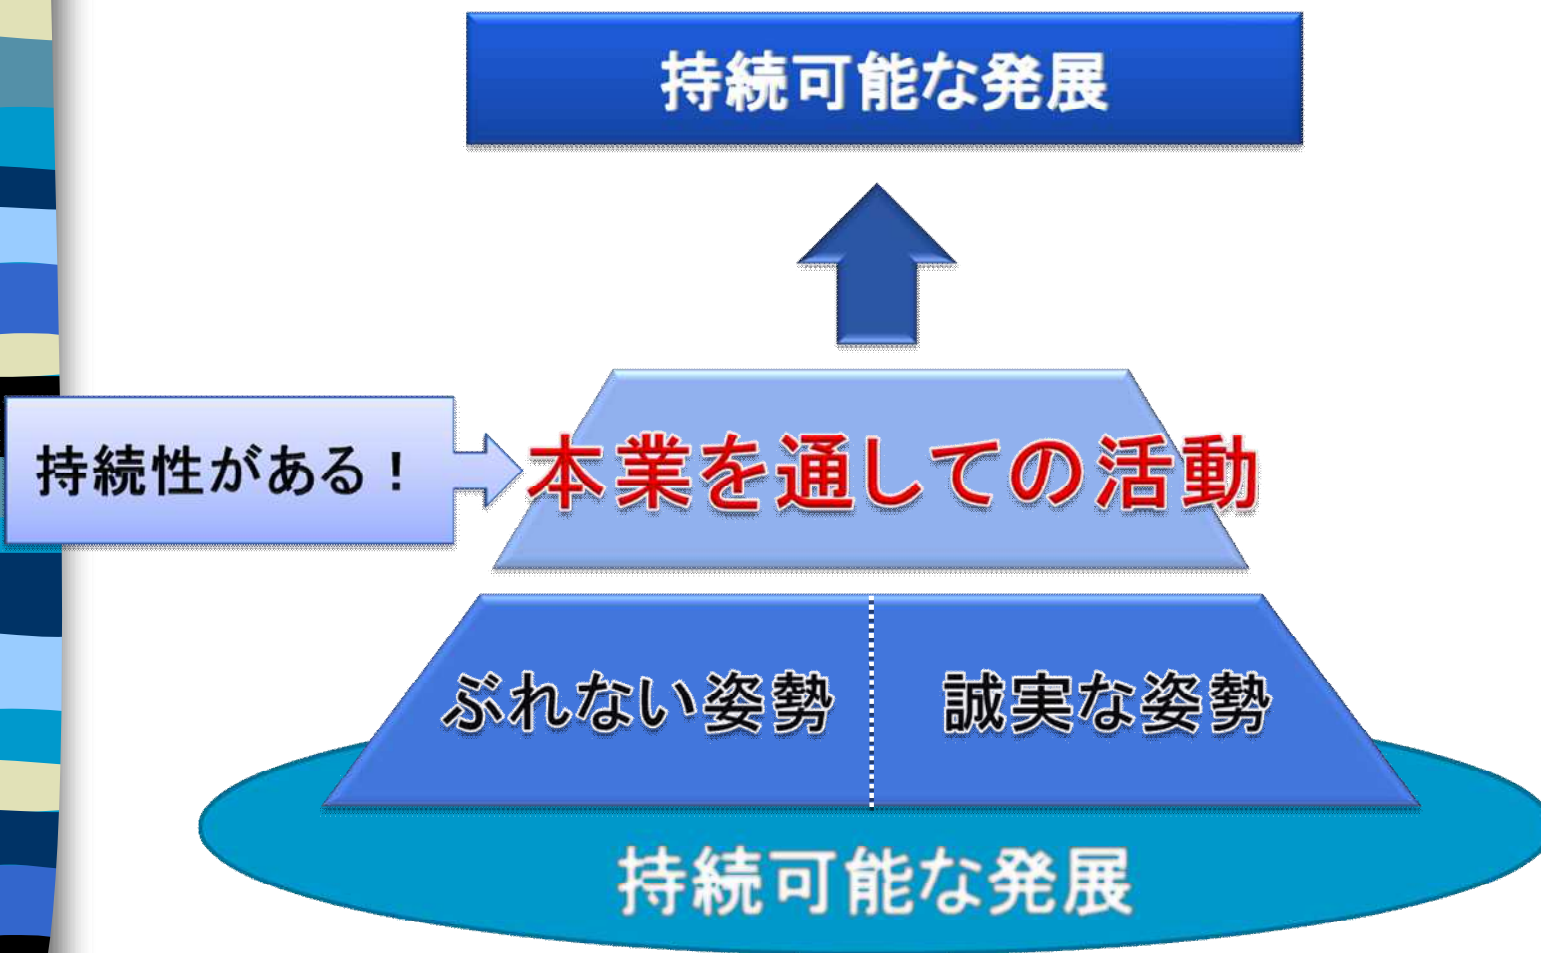 持続可能な発展
持続性がある！
本業を通しての活動
ぶれない姿勢
誠実な姿勢
持続可能な発展